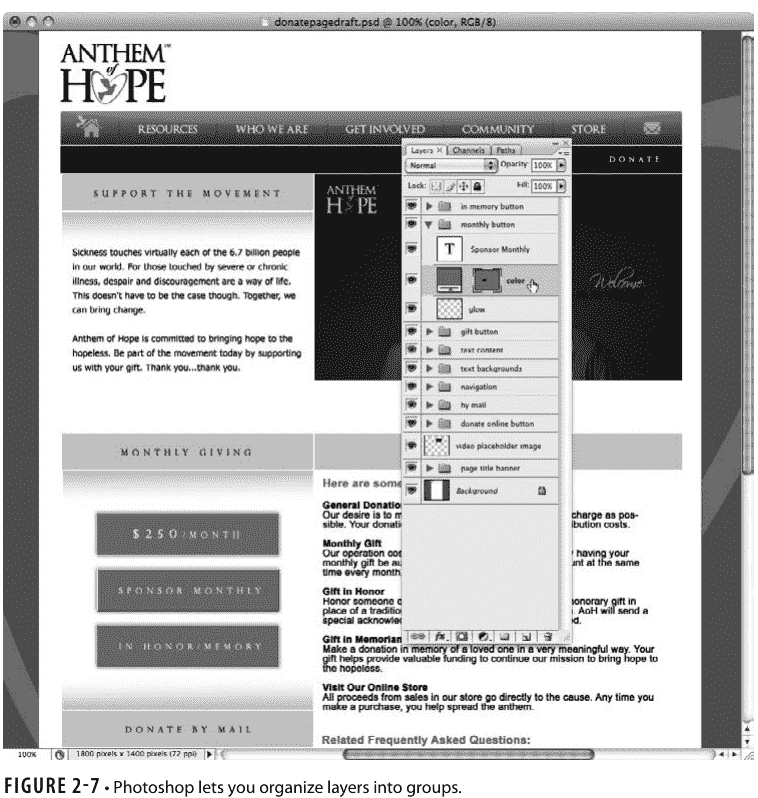 donatepagedraft.psd @ 100% (color, RGB/8)
ANTHEM™
of
HOPE
RESOURCES WHO WE ARE GET INVOLVED COMMUNITY STORE
DONATE
SUPPORT THE MOVEMENT
Sickness touches virtually each of the 6.7 billion people
in our world. For those touched by severe or chronic
illness, despair and discouragement are a way of life.
This doesn't have to be the case though. Together, we
can bring change.
Anthem of Hope is committed to bringing hope to the
hopeless. Be part of the movement today by supporting
us with your gift. Thank you...thank you.
ANTHEM
HOPE
Welcome
Layers × Channels Paths
Normal Opacity: 100%
Lock: Fill: 100%
in memory button
monthly button
T Sponsor Monthly
color
glow
gift button
text content
text backgrounds
navigation
by mail
donate online button
video placeholder image
page title banner
Background
fx
MONTHLY GIVING
$250/MONTH
SPONSOR MONTHLY
IN HONOR/MEMORY
DONATE BY MAIL
Here are some
General Donatio
Our desire is to m charge as pos-
sible. Your donati bution costs.
Monthly Gift
Our operation cos having your
monthly gift be au nt at the same
time every month.
Gift in Honor
Honor someone honorary gift in
place of a traditio AoH will send a
special acknowle d.
Gift in Memorian
Make a donation in memory of a loved one in a very meaningful way. Your
gift helps provide valuable funding to continue our mission to bring hope to
the hopeless.
Visit Our Online Store
All proceeds from sales in our store go directly to the cause. Any time you
make a purchase, you help spread the anthem.
Related Frequently Asked Questions:
100% 1800 pixels x 1400 pixels (72 ppi)
FIGURE 2-7 • Photoshop lets you organize layers into groups.